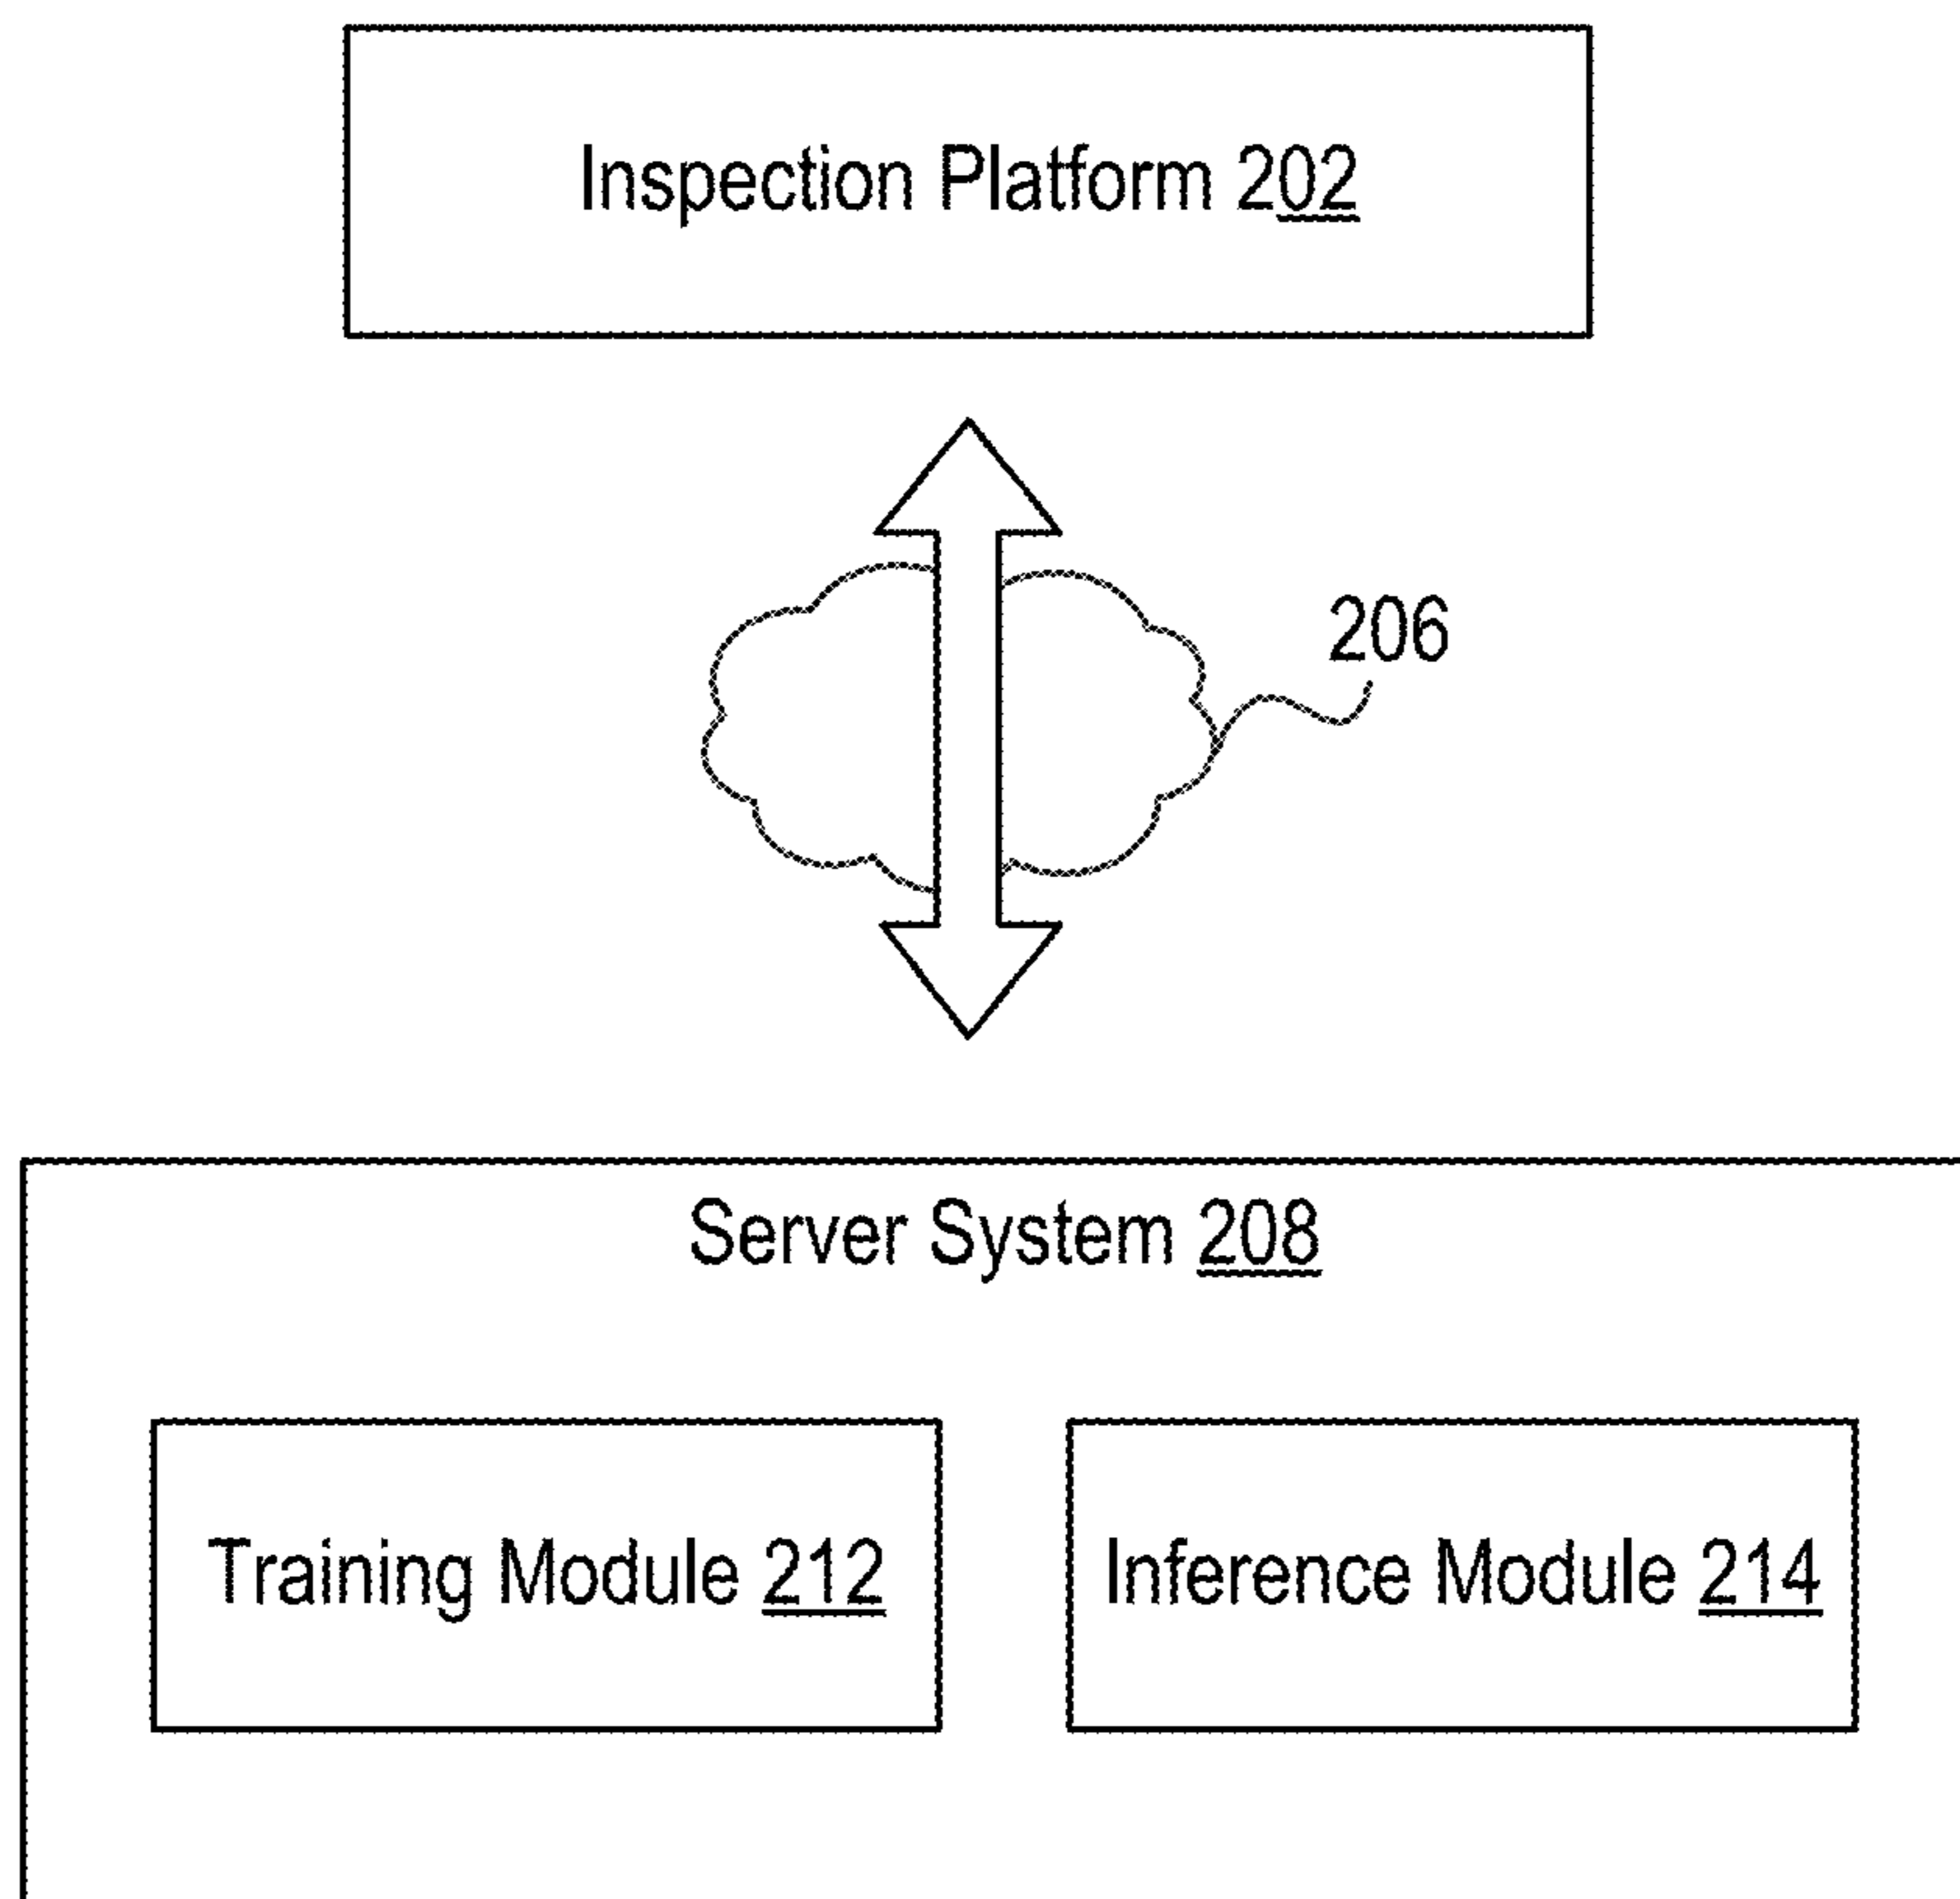 Inspection Platform 202
206
Server System 208
Training Module 212
Inference Module 214